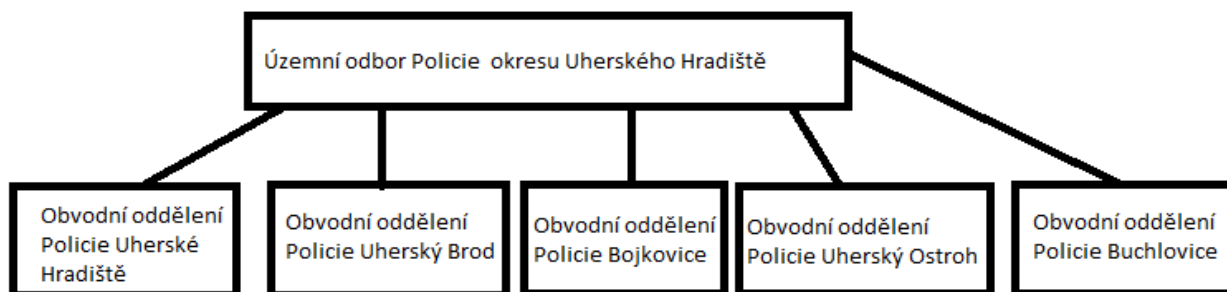 Územní odbor Policie  okresu Uherského Hradiště
Obvodní oddělení
Policie Uherské
Hradiště
Obvodní oddělení
Policie Uherský Brod
Obvodní oddělení
Policie Bojkovice
Obvodní oddělení
Policie Uherský Ostroh
Obvodní oddělení
Policie Buchlovice